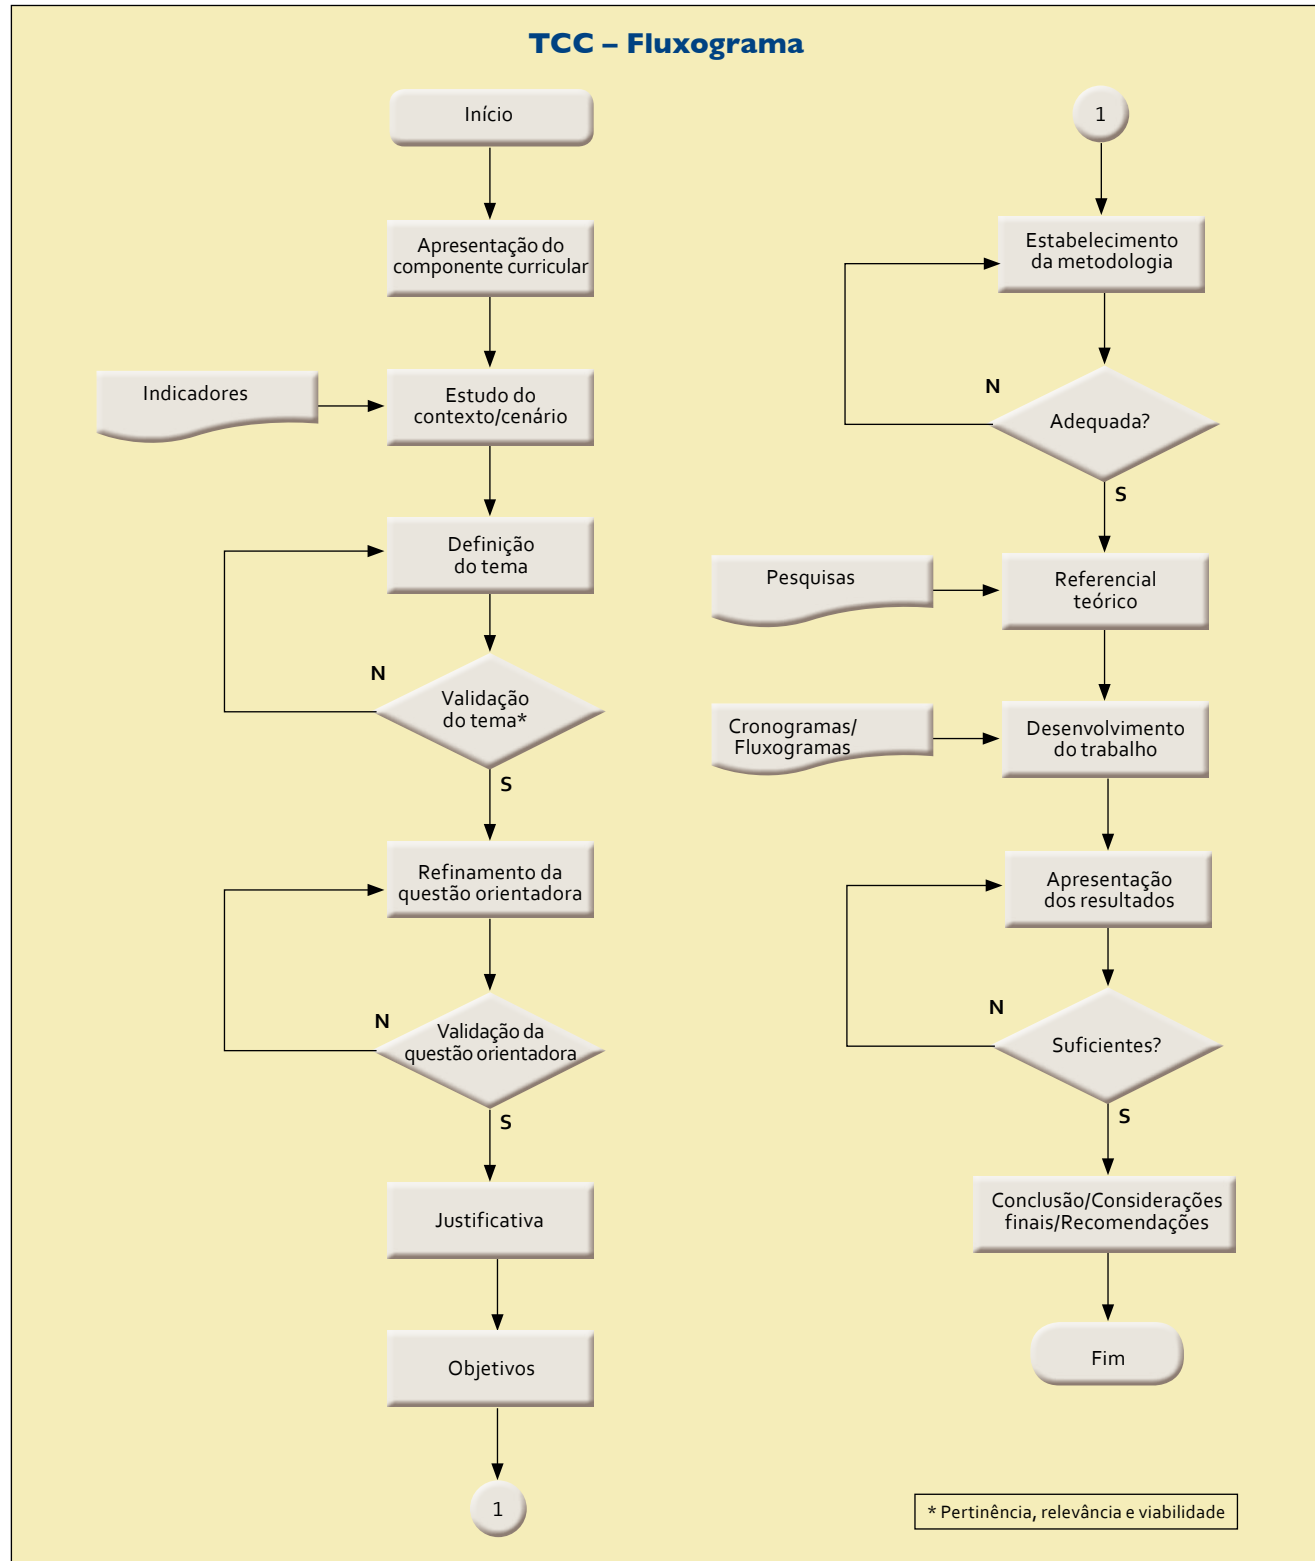 TCC – Fluxograma
Início
Apresentação do
componente curricular
Indicadores
Estudo do
contexto/cenário
Definição
do tema
N
Validação
do tema*
S
Refinamento da
questão orientadora
N
Validação da
questão orientadora
S
Justificativa
Objetivos
1
1
Estabelecimento
da metodologia
N
Adequada?
S
Pesquisas
Referencial
teórico
Cronogramas/
Fluxogramas
Desenvolvimento
do trabalho
Apresentação
dos resultados
N
Suficientes?
S
Conclusão/Considerações
finais/Recomendações
Fim
* Pertinência, relevância e viabilidade